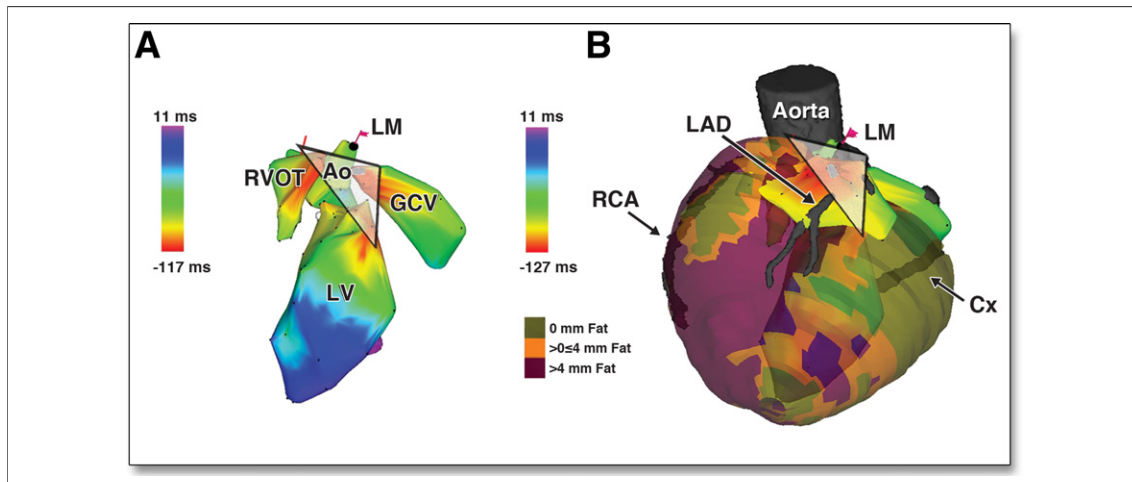 A
11 ms
-117 ms
LM
RVOT
Ao
GCV
LV
B
11 ms
-127 ms
Aorta
LAD
LM
RCA
Cx
0 mm Fat
>0≤4 mm Fat
>4 mm Fat